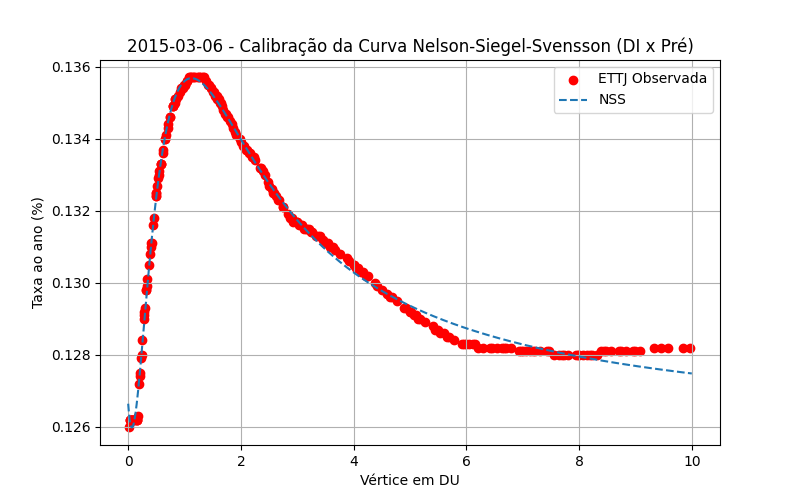 2015-03-06 - Calibração da Curva Nelson-Siegel-Svensson (DI x Pré)
ETTJ Observada
NSS
Taxa ao ano (%)
0.136
0.134
0.132
0.130
0.128
0.126
0
2
4
6
8
10
Vértice em DU